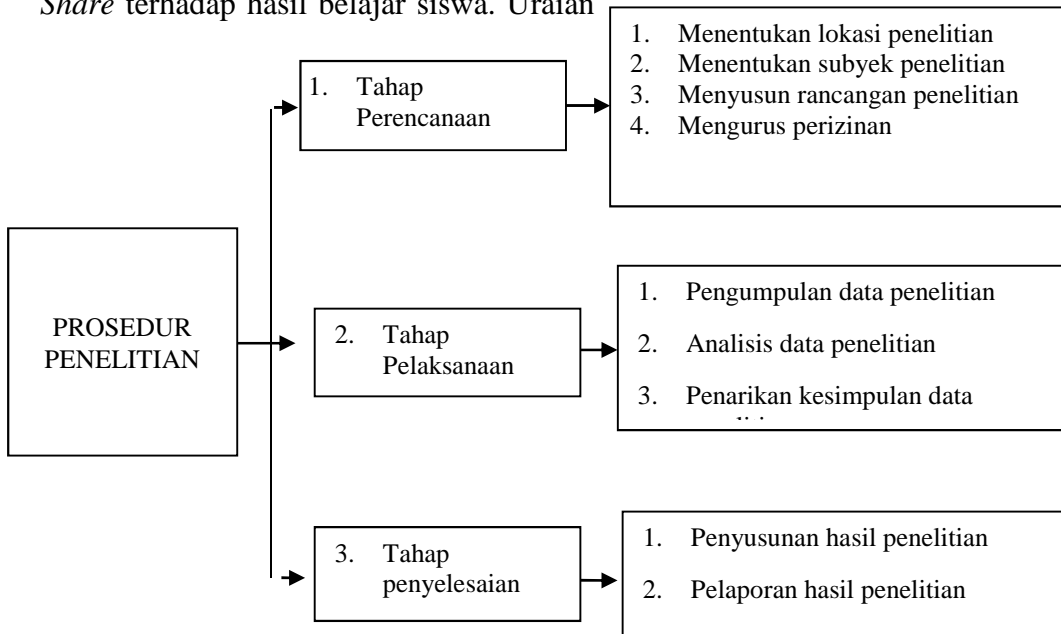 Share terhadap hasil belajar siswa. Uraian
1. Tahap
Perencanaan
1. Menentukan lokasi penelitian
2. Menentukan subyek penelitian
3. Menyusun rancangan penelitian
4. Mengurus perizinan
PROSEDUR
PENELITIAN
2. Tahap
Pelaksanaan
1. Pengumpulan data penelitian
2. Analisis data penelitian
3. Penarikan kesimpulan data
3. Tahap
penyelesaian
1. Penyusunan hasil penelitian
2. Pelaporan hasil penelitian